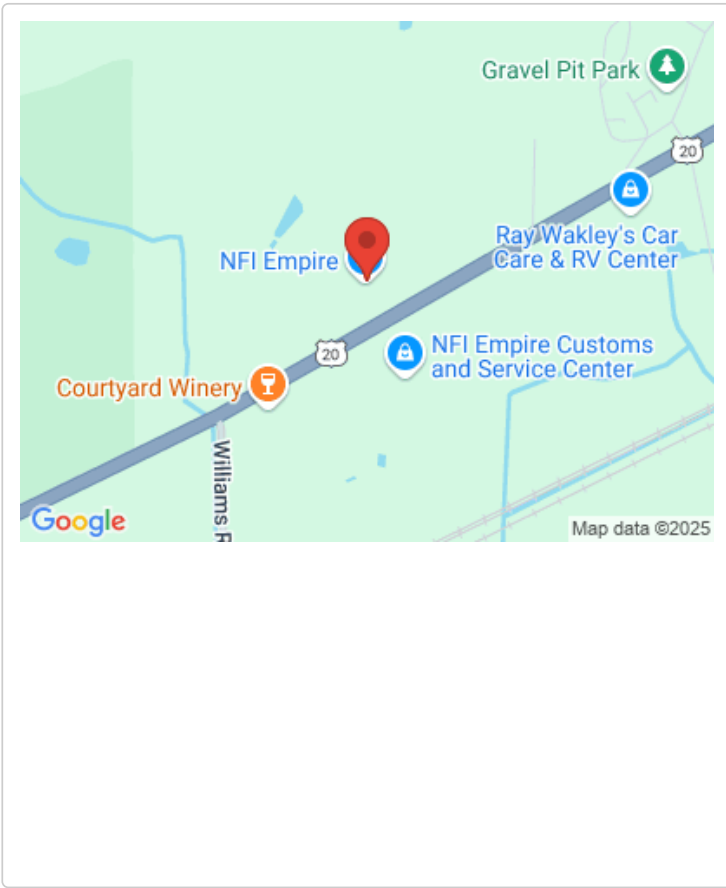 Gravel Pit Park
20
Ray Wakley's Car
Care & RV Center
NFI Empire
20
NFI Empire Customs
and Service Center
Courtyard Winery
Williams R
Google
Map data ©2025